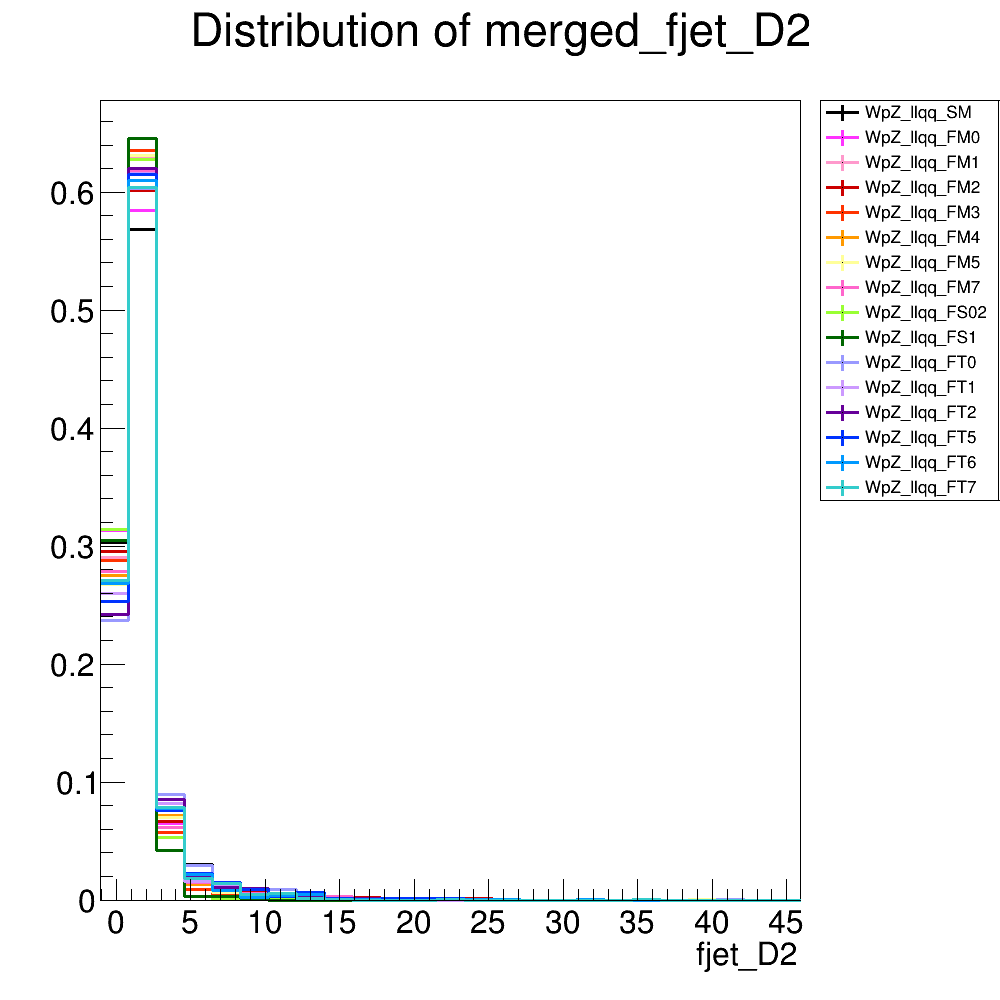 Distribution of merged_fjet_D2
WpZ_llqq_SM
WpZ_llqq_FM0
WpZ_llqq_FM1
WpZ_llqq_FM2
WpZ_llqq_FM3
WpZ_llqq_FM4
WpZ_llqq_FM5
WpZ_llqq_FM7
WpZ_llqq_FS02
WpZ_llqq_FS1
WpZ_llqq_FT0
WpZ_llqq_FT1
WpZ_llqq_FT2
WpZ_llqq_FT5
WpZ_llqq_FT6
WpZ_llqq_FT7
0.6
0.5
0.4
0.3
0.2
0.1
0
0 5 10 15 20 25 30 35 40 45
fjet_D2